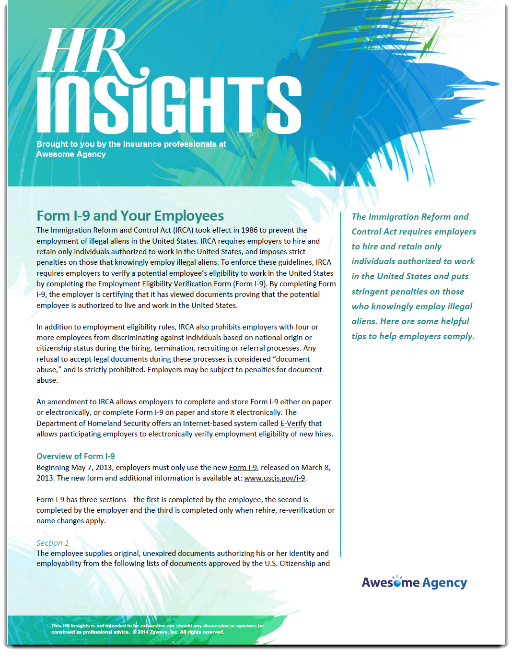 HR
INSIGHTS
Brought to you by the insurance professionals at
Awesome Agency
Form I-9 and Your Employees
The Immigration Reform and Control Act (IRCA) took effect in 1986 to prevent the
employment of illegal aliens in the United States. IRCA requires employers to hire and
retain only individuals authorized to work in the United States, and imposes strict
penalties on those that knowingly employ illegal aliens. To enforce these guidelines, IRCA
requires employers to verify a potential employee's eligibility to work in the United States
by completing the Employment Eligibility Verification Form (Form I-9). By completing Form
I-9, the employer is certifying that it has viewed documents proving that the potential
employee is authorized to live and work in the United States.
In addition to employment eligibility rules, IRCA also prohibits employers with four or
more employees from discriminating against individuals based on national origin or
citizenship status during the hiring, termination, recruiting or referral processes. Any
refusal to accept legal documents during these processes is considered "document
abuse," and is strictly prohibited. Employers may be subject to penalties for document
abuse.
An amendment to IRCA allows employers to complete and store Form I-9 either on paper
or electronically, or complete Form I-9 on paper and store it electronically. The
Department of Homeland Security offers an Internet-based system called E-Verify that
allows participating employers to electronically verify employment eligibility of new hires.
Overview of Form I-9
Beginning May 7, 2013, employers must only use the new Form I-9, released on March 8,
2013. The new form and additional information is available at: www.uscis.gov/i-9.
Form I-9 has three sections—the first is completed by the employee, the second is
completed by the employer and the third is completed only when rehire, re-verification or
name changes apply.
Section 1
The employee supplies original, unexpired documents authorizing his or her identity and
employability from the following lists of documents approved by the U.S. Citizenship and
The Immigration Reform and
Control Act requires employers
to hire and retain only
individuals authorized to work
in the United States and puts
stringent penalties on those
who knowingly employ illegal
aliens. Here are some helpful
tips to help employers comply.
Awesome Agency
This HR Insights is not intended to be exhaustive nor should any discussion or opinions be
construed as professional advice. © 2014 Zywave, Inc. All rights reserved.